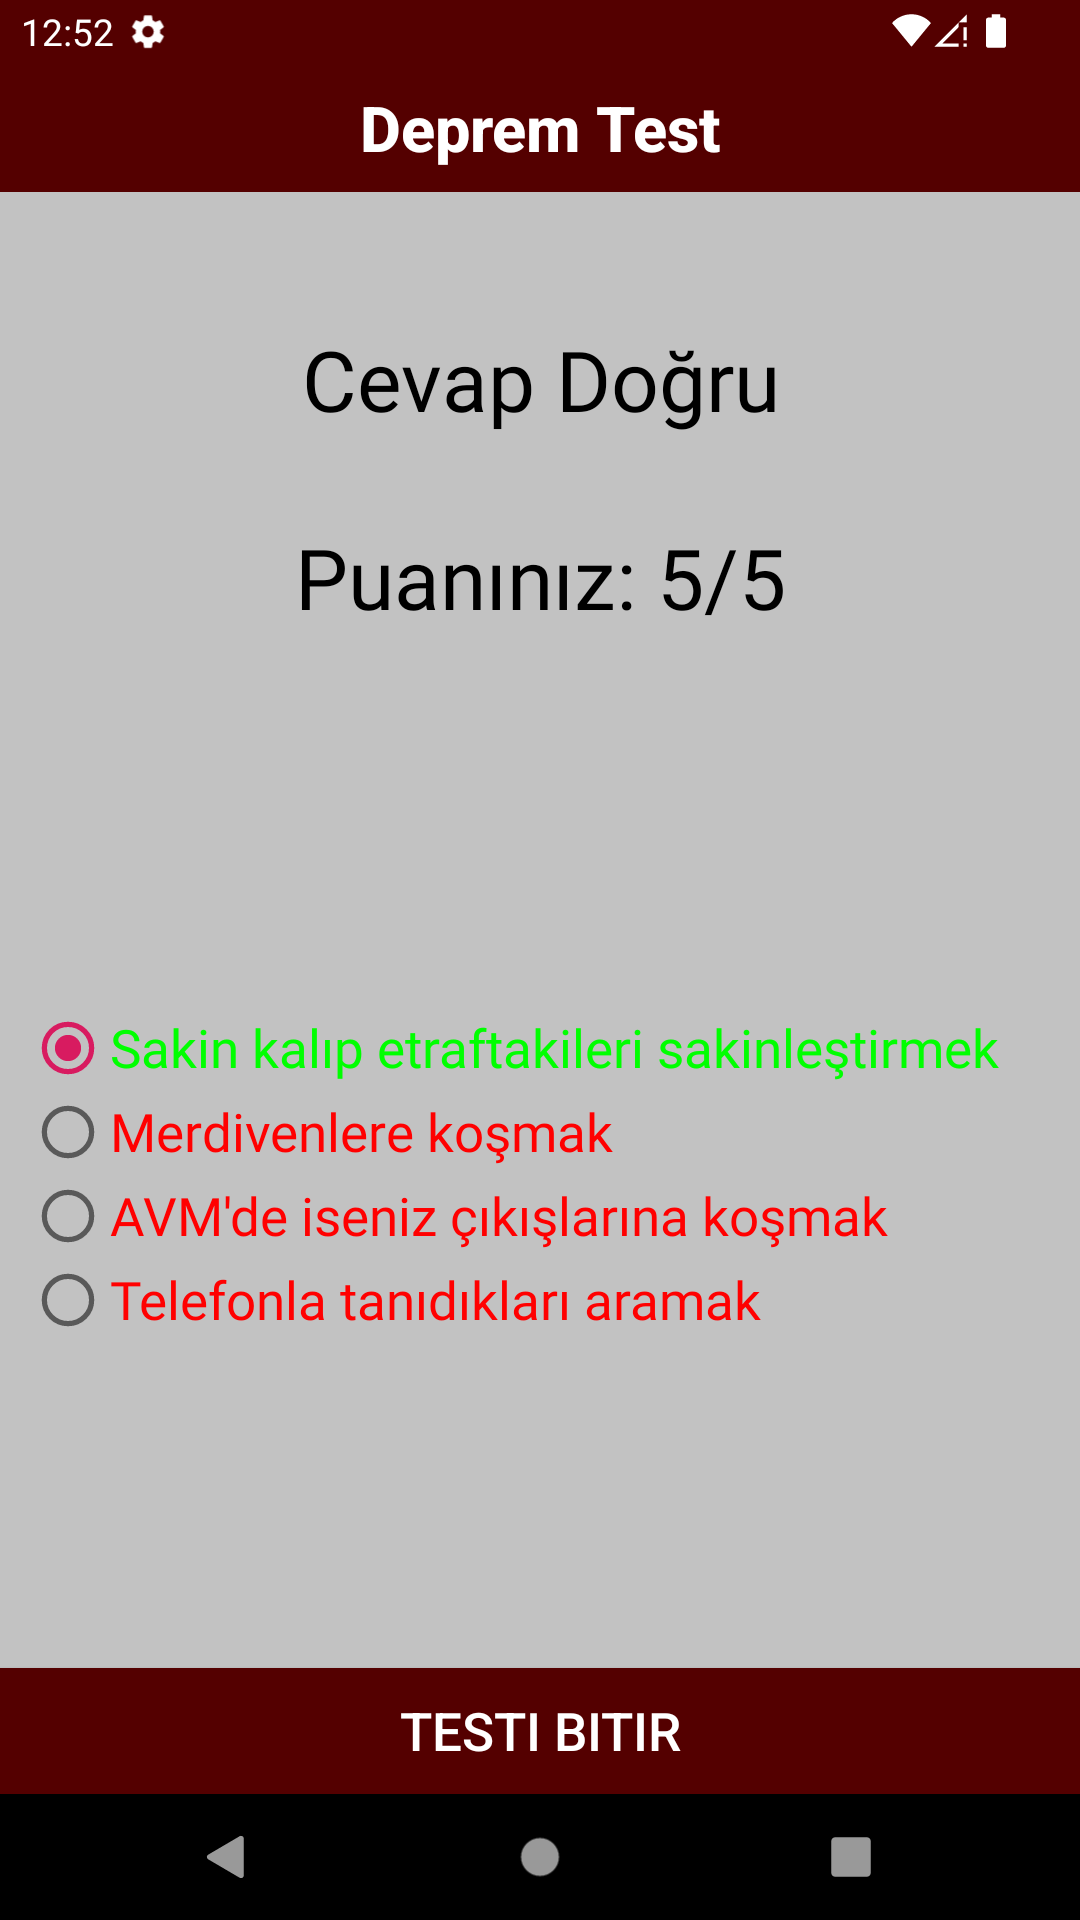 12:52
Deprem Test
Cevap Doğru
Puanınız: 5/5
Sakin kalıp etraftakileri sakinleştirmek
Merdivenlere koşmak
AVM'de iseniz çıkışlarına koşmak
Telefonla tanıdıkları aramak
TESTI BITIR